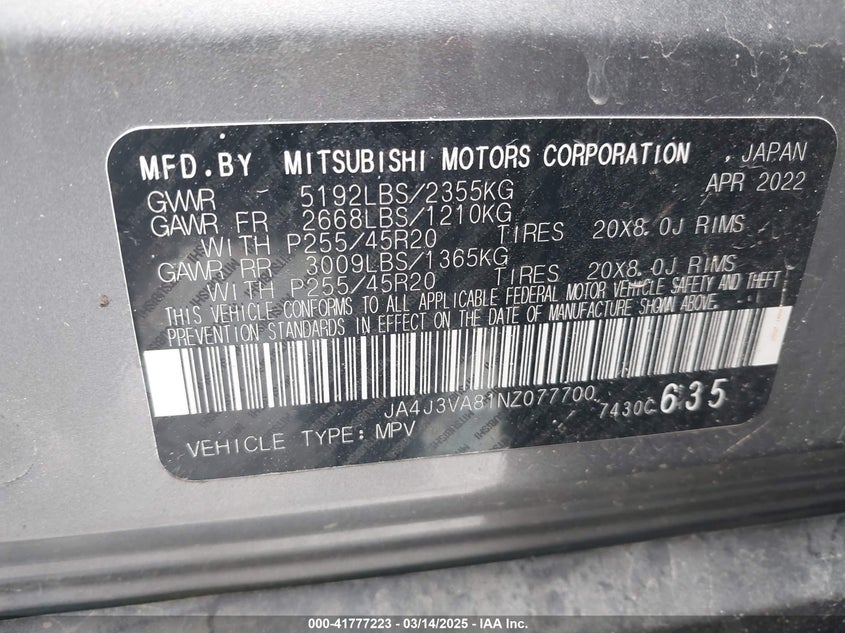 MFD.BY MITSUBISHI MOTORS CORPORATION , JAPAN
GVWR 5192LBS/2355KG APR 2022
GAWR FR 2668LBS/1210KG
WITH P255/45R20 TIRES 20X8.0J RIMS
GAWR RR 3009LBS/1365KG
WITH P255/45R20 TIRES 20X8.0J RIMS
THIS VEHICLE CONFORMS TO ALL APPLICABLE FEDERAL MOTOR VEHICLE SAFETY AND THEFT
PREVENTION STANDARDS IN EFFECT ON THE DATE OF MANUFACTURE SHOWN ABOVE.
JA4J3VA81NZ077700 7430C 635
VEHICLE TYPE: MPV
000-41777223 - 03/14/2025 - IAA Inc.